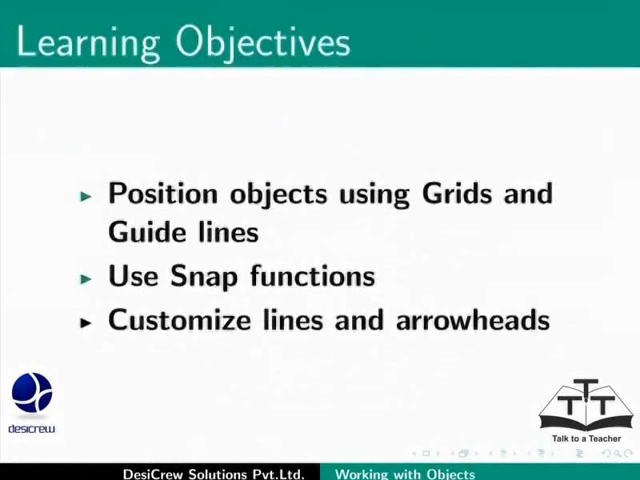 Learning Objectives
Position objects using Grids and
Guide lines
Use Snap functions
Customize lines and arrowheads
desicrew
TTT
Talk to a Teacher
DesiCrew Solutions Pvt.Ltd. Working with Objects